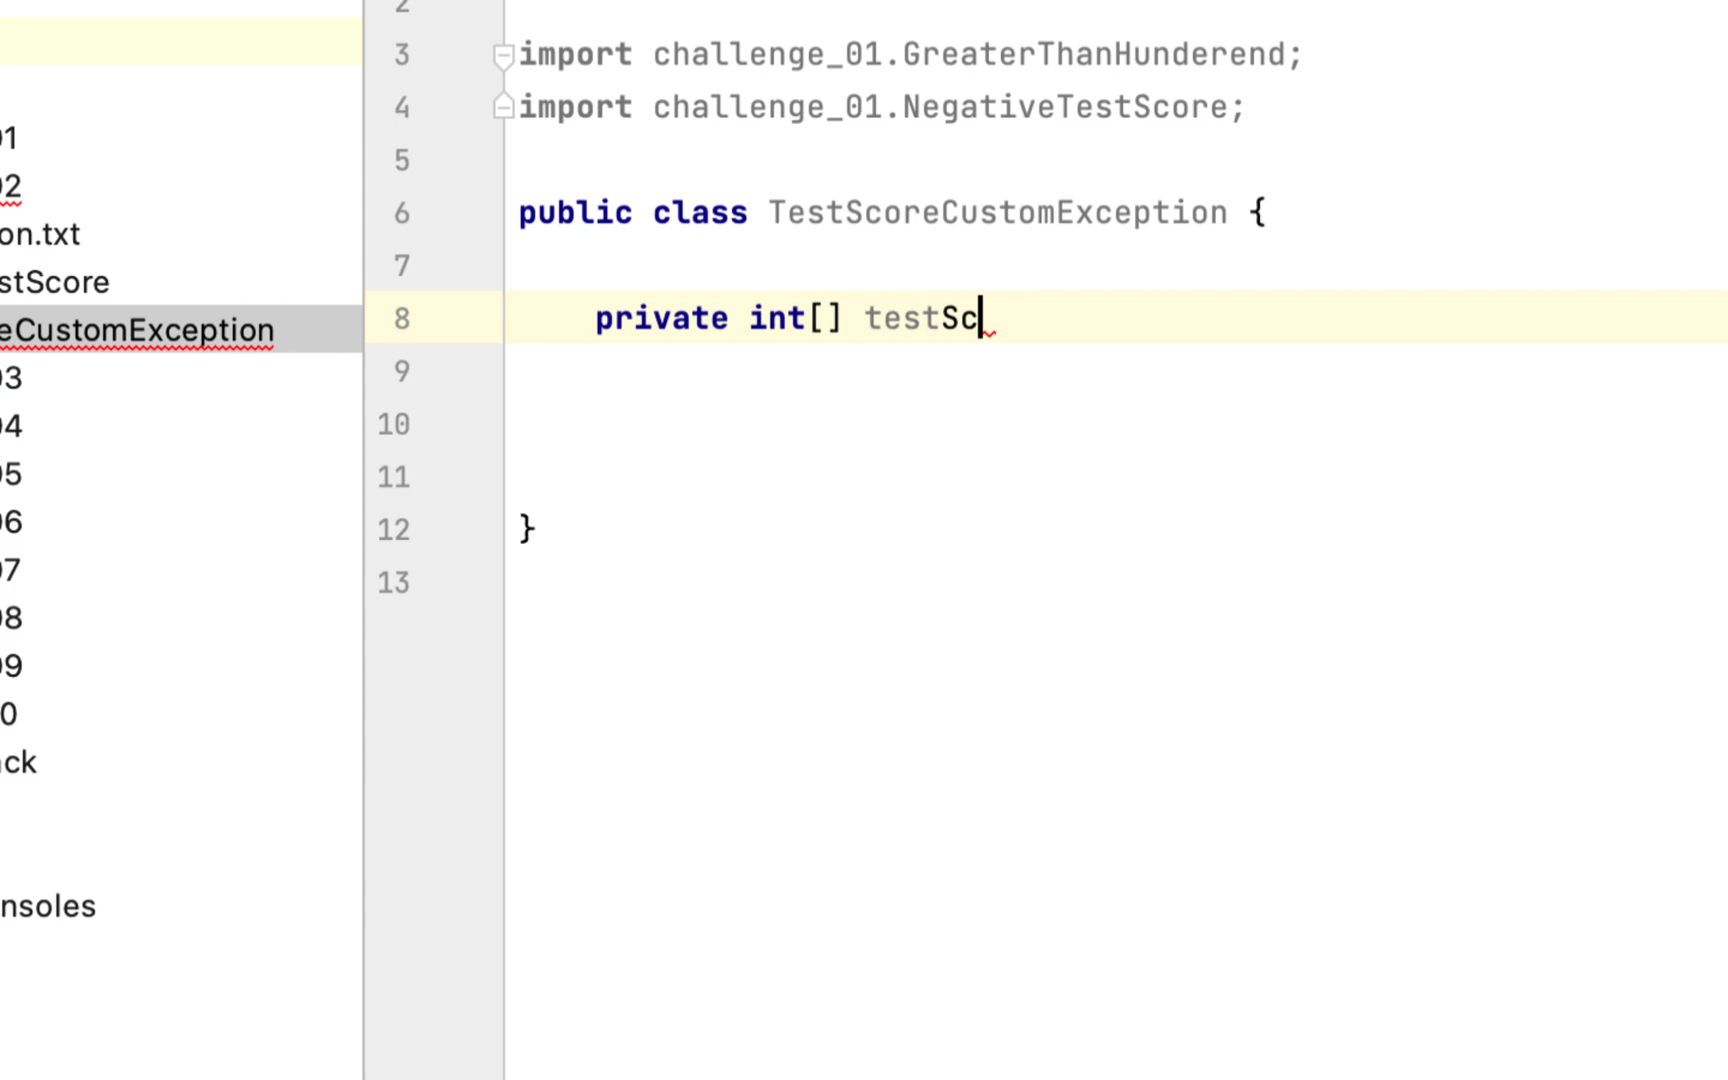 01
02
on.txt
stScore
eCustomException
03
04
05
06
07
08
09
0
ack
nsoles
2
3 import challenge_01.GreaterThanHunderend;
4 import challenge_01.NegativeTestScore;
5
6 public class TestScoreCustomException {
7
8 private int[] testSc
9
10
11
12 }
13